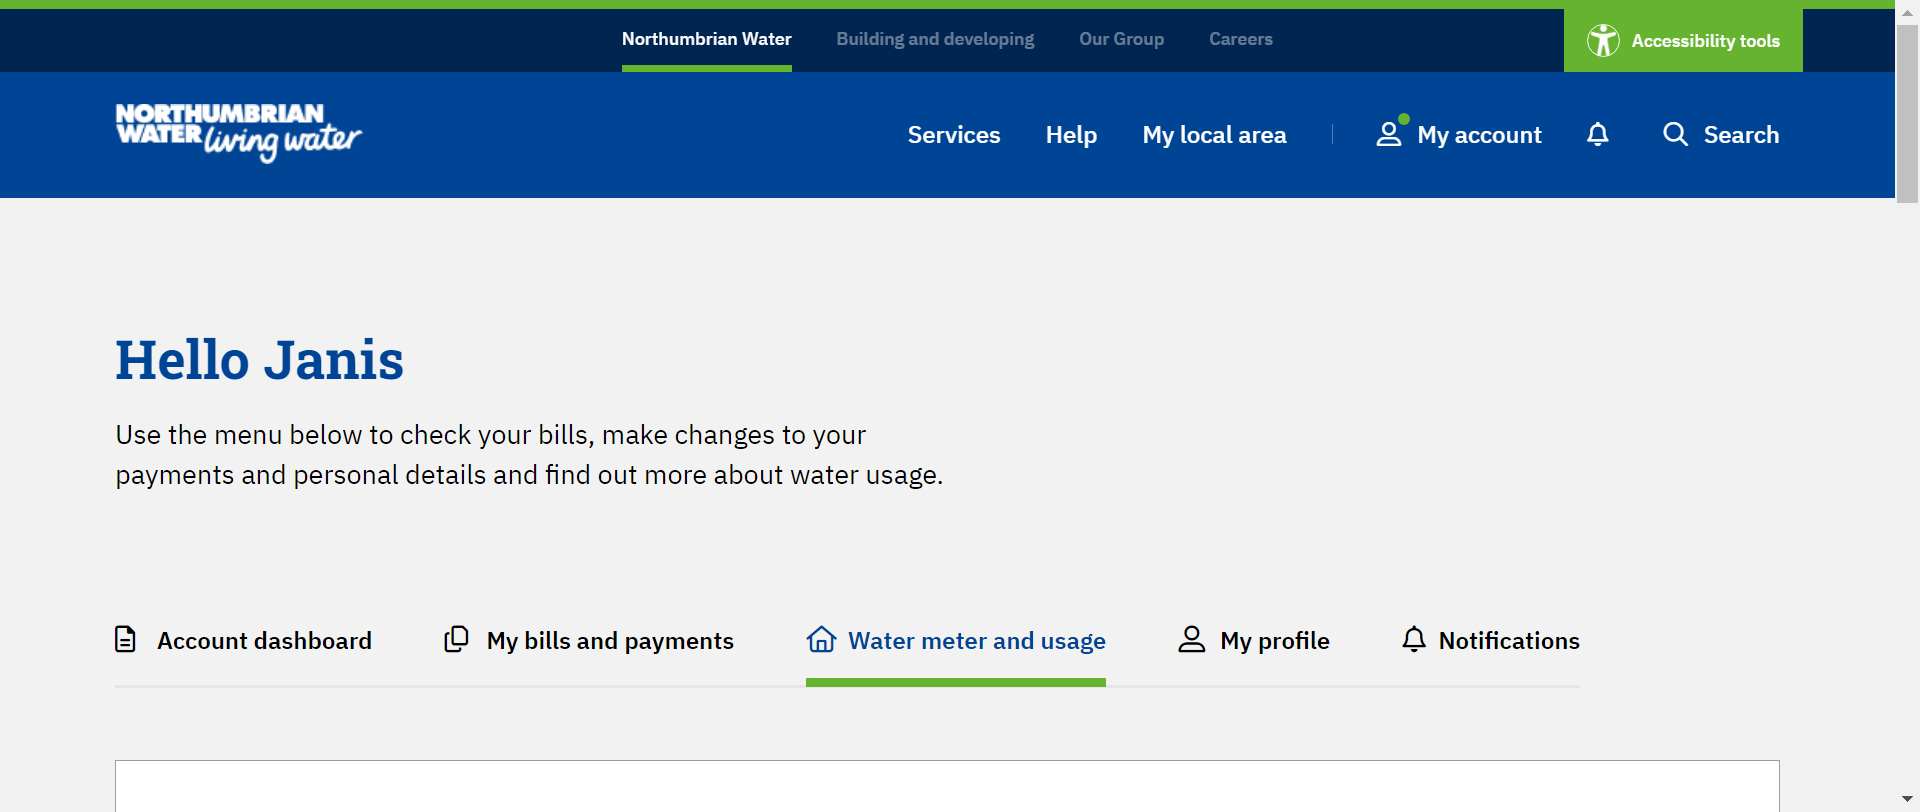 Northumbrian Water Building and developing Our Group Careers Accessibility tools
NORTHUMBRIAN
WATER living water
Services Help My local area My account Search
Hello Janis
Use the menu below to check your bills, make changes to your
payments and personal details and find out more about water usage.
Account dashboard My bills and payments Water meter and usage My profile Notifications